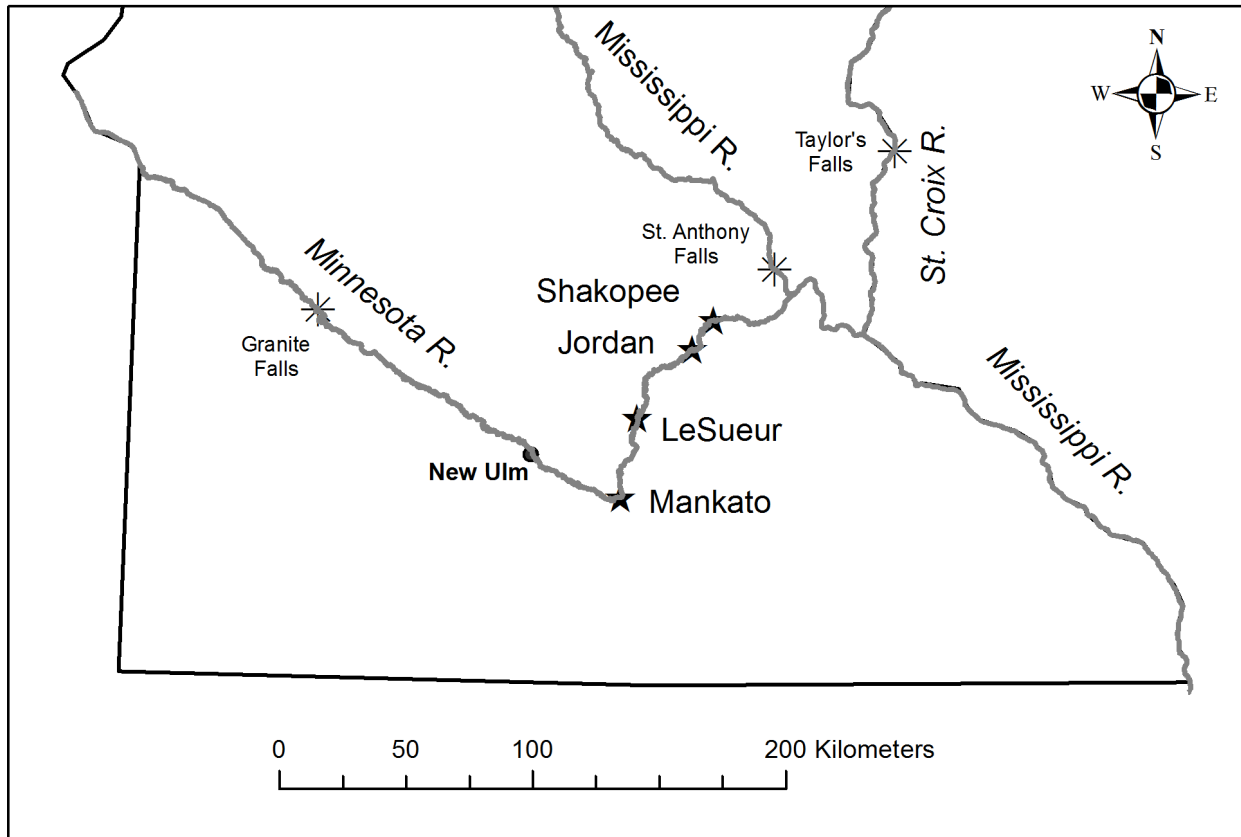 Mississippi R.
N
W
E
S
Taylor's
Falls
St. Croix R.
St. Anthony
Falls
Minnesota R.
Shakopee
Granite
Falls
Jordan
Mississippi R.
LeSueur
New Ulm
Mankato
0 50 100 200 Kilometers